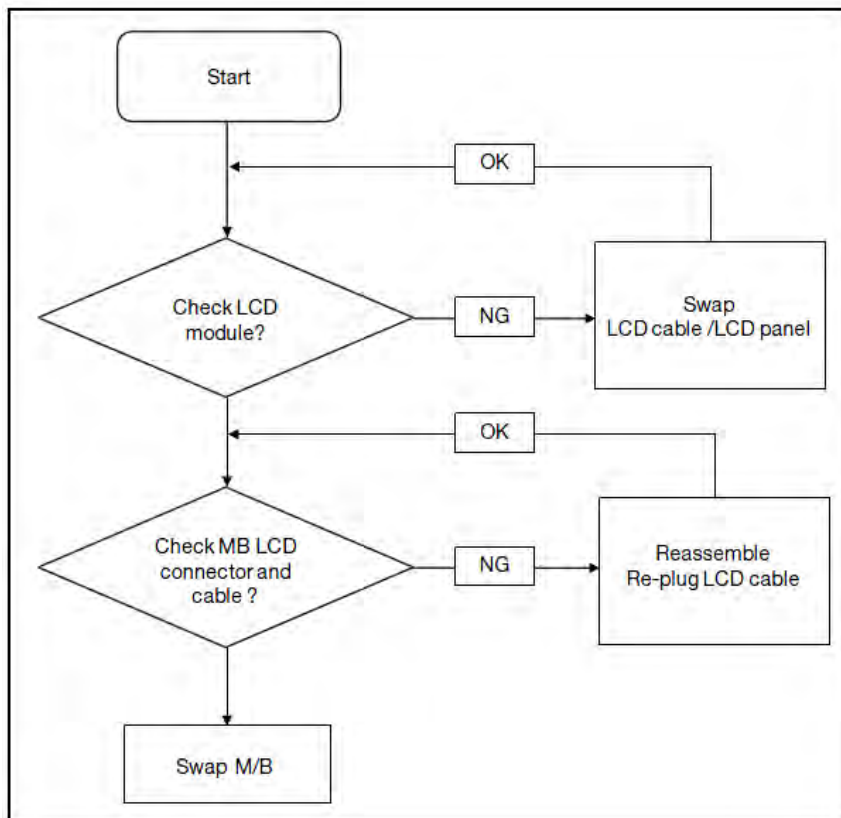 Start
OK
Check LCD
module?
NG
Swap
LCD cable /LCD panel
OK
Check MB LCD
connector and
cable ?
NG
Reassemble
Re-plug LCD cable
Swap M/B